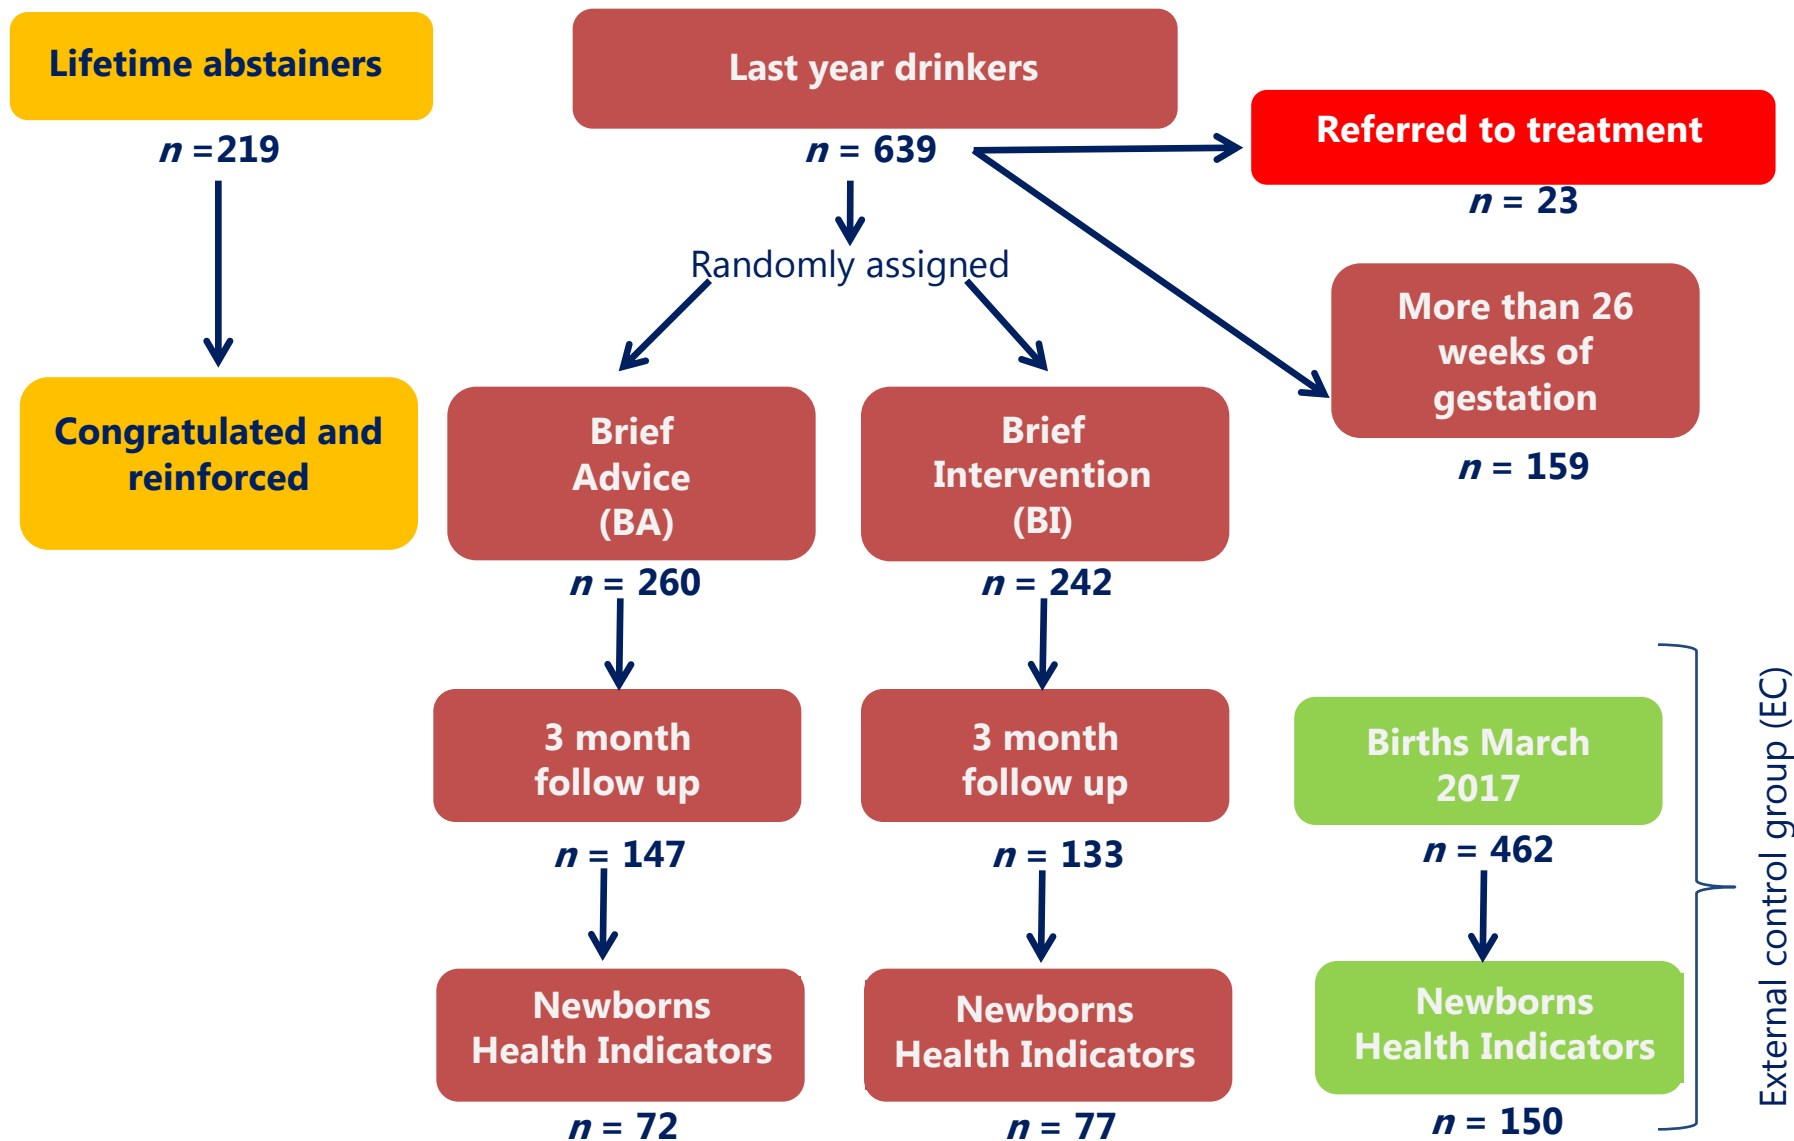 Lifetime abstainers
n =219
Congratulated and
reinforced
Last year drinkers
n = 639
Referred to treatment
n = 23
More than 26
weeks of
gestation
n = 159
Randomly assigned
Brief
Advice
(BA)
n = 260
Brief
Intervention
(BI)
n = 242
3 month
follow up
n = 147
3 month
follow up
n = 133
Births March
2017
n = 462
Newborns
Health Indicators
n = 72
Newborns
Health Indicators
n = 77
Newborns
Health Indicators
n = 150
External control group (EC)